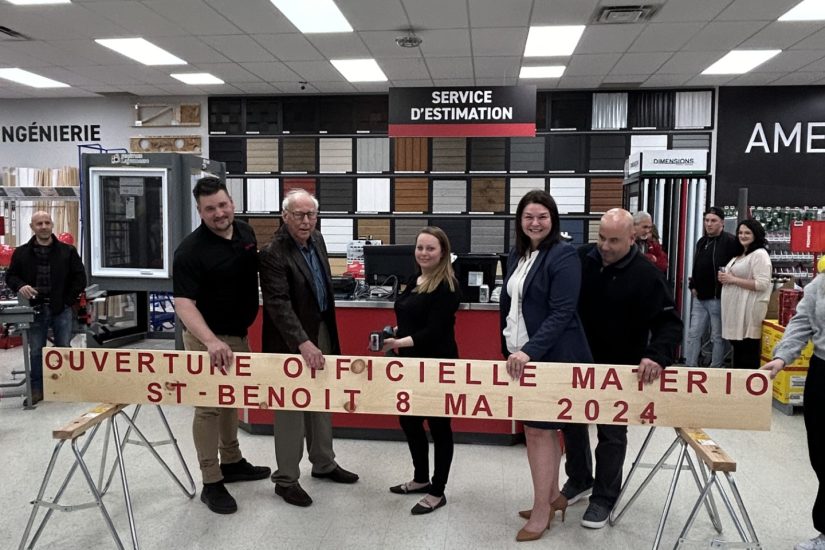 SERVICE
D'ESTIMATION
INGÉNIERIE
AME
DIMENSIONS
OUVERTURE OFFICIELLE MATERIO
ST-BENOIT 8 MAI 2024